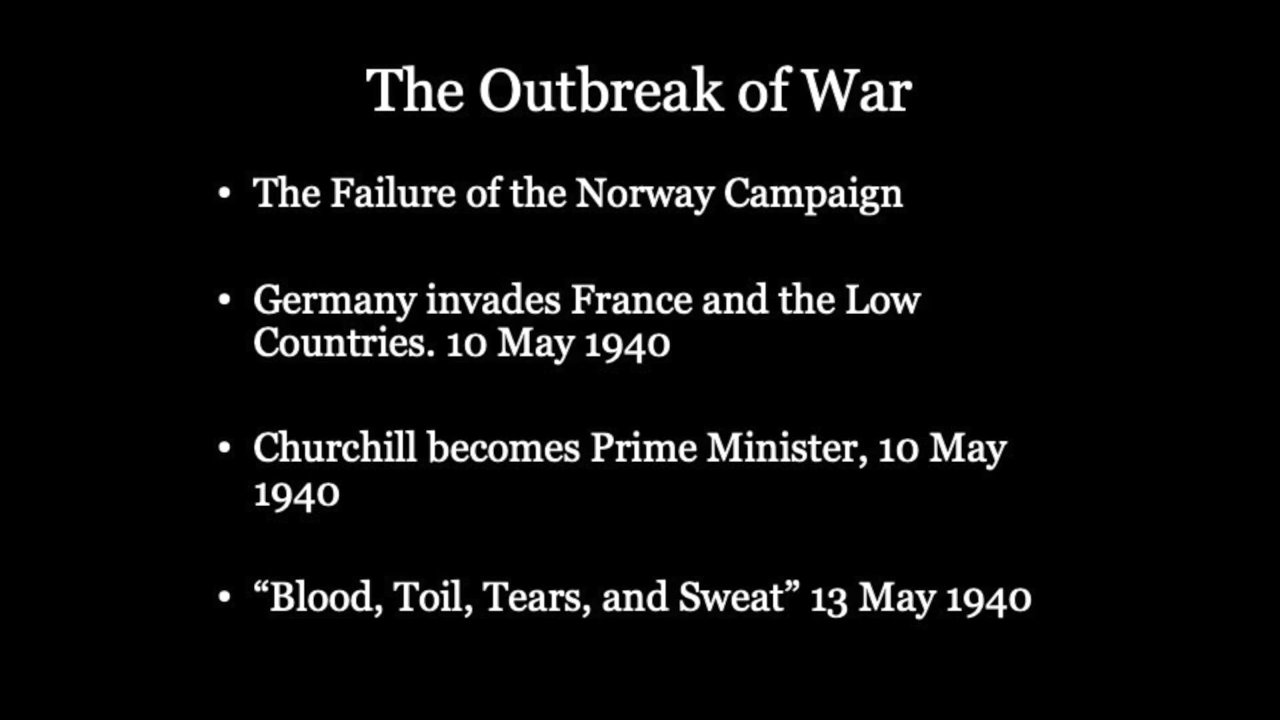 The Outbreak of War
• The Failure of the Norway Campaign
• Germany invades France and the Low
Countries. 10 May 1940
• Churchill becomes Prime Minister, 10 May
1940
• “Blood, Toil, Tears, and Sweat” 13 May 1940